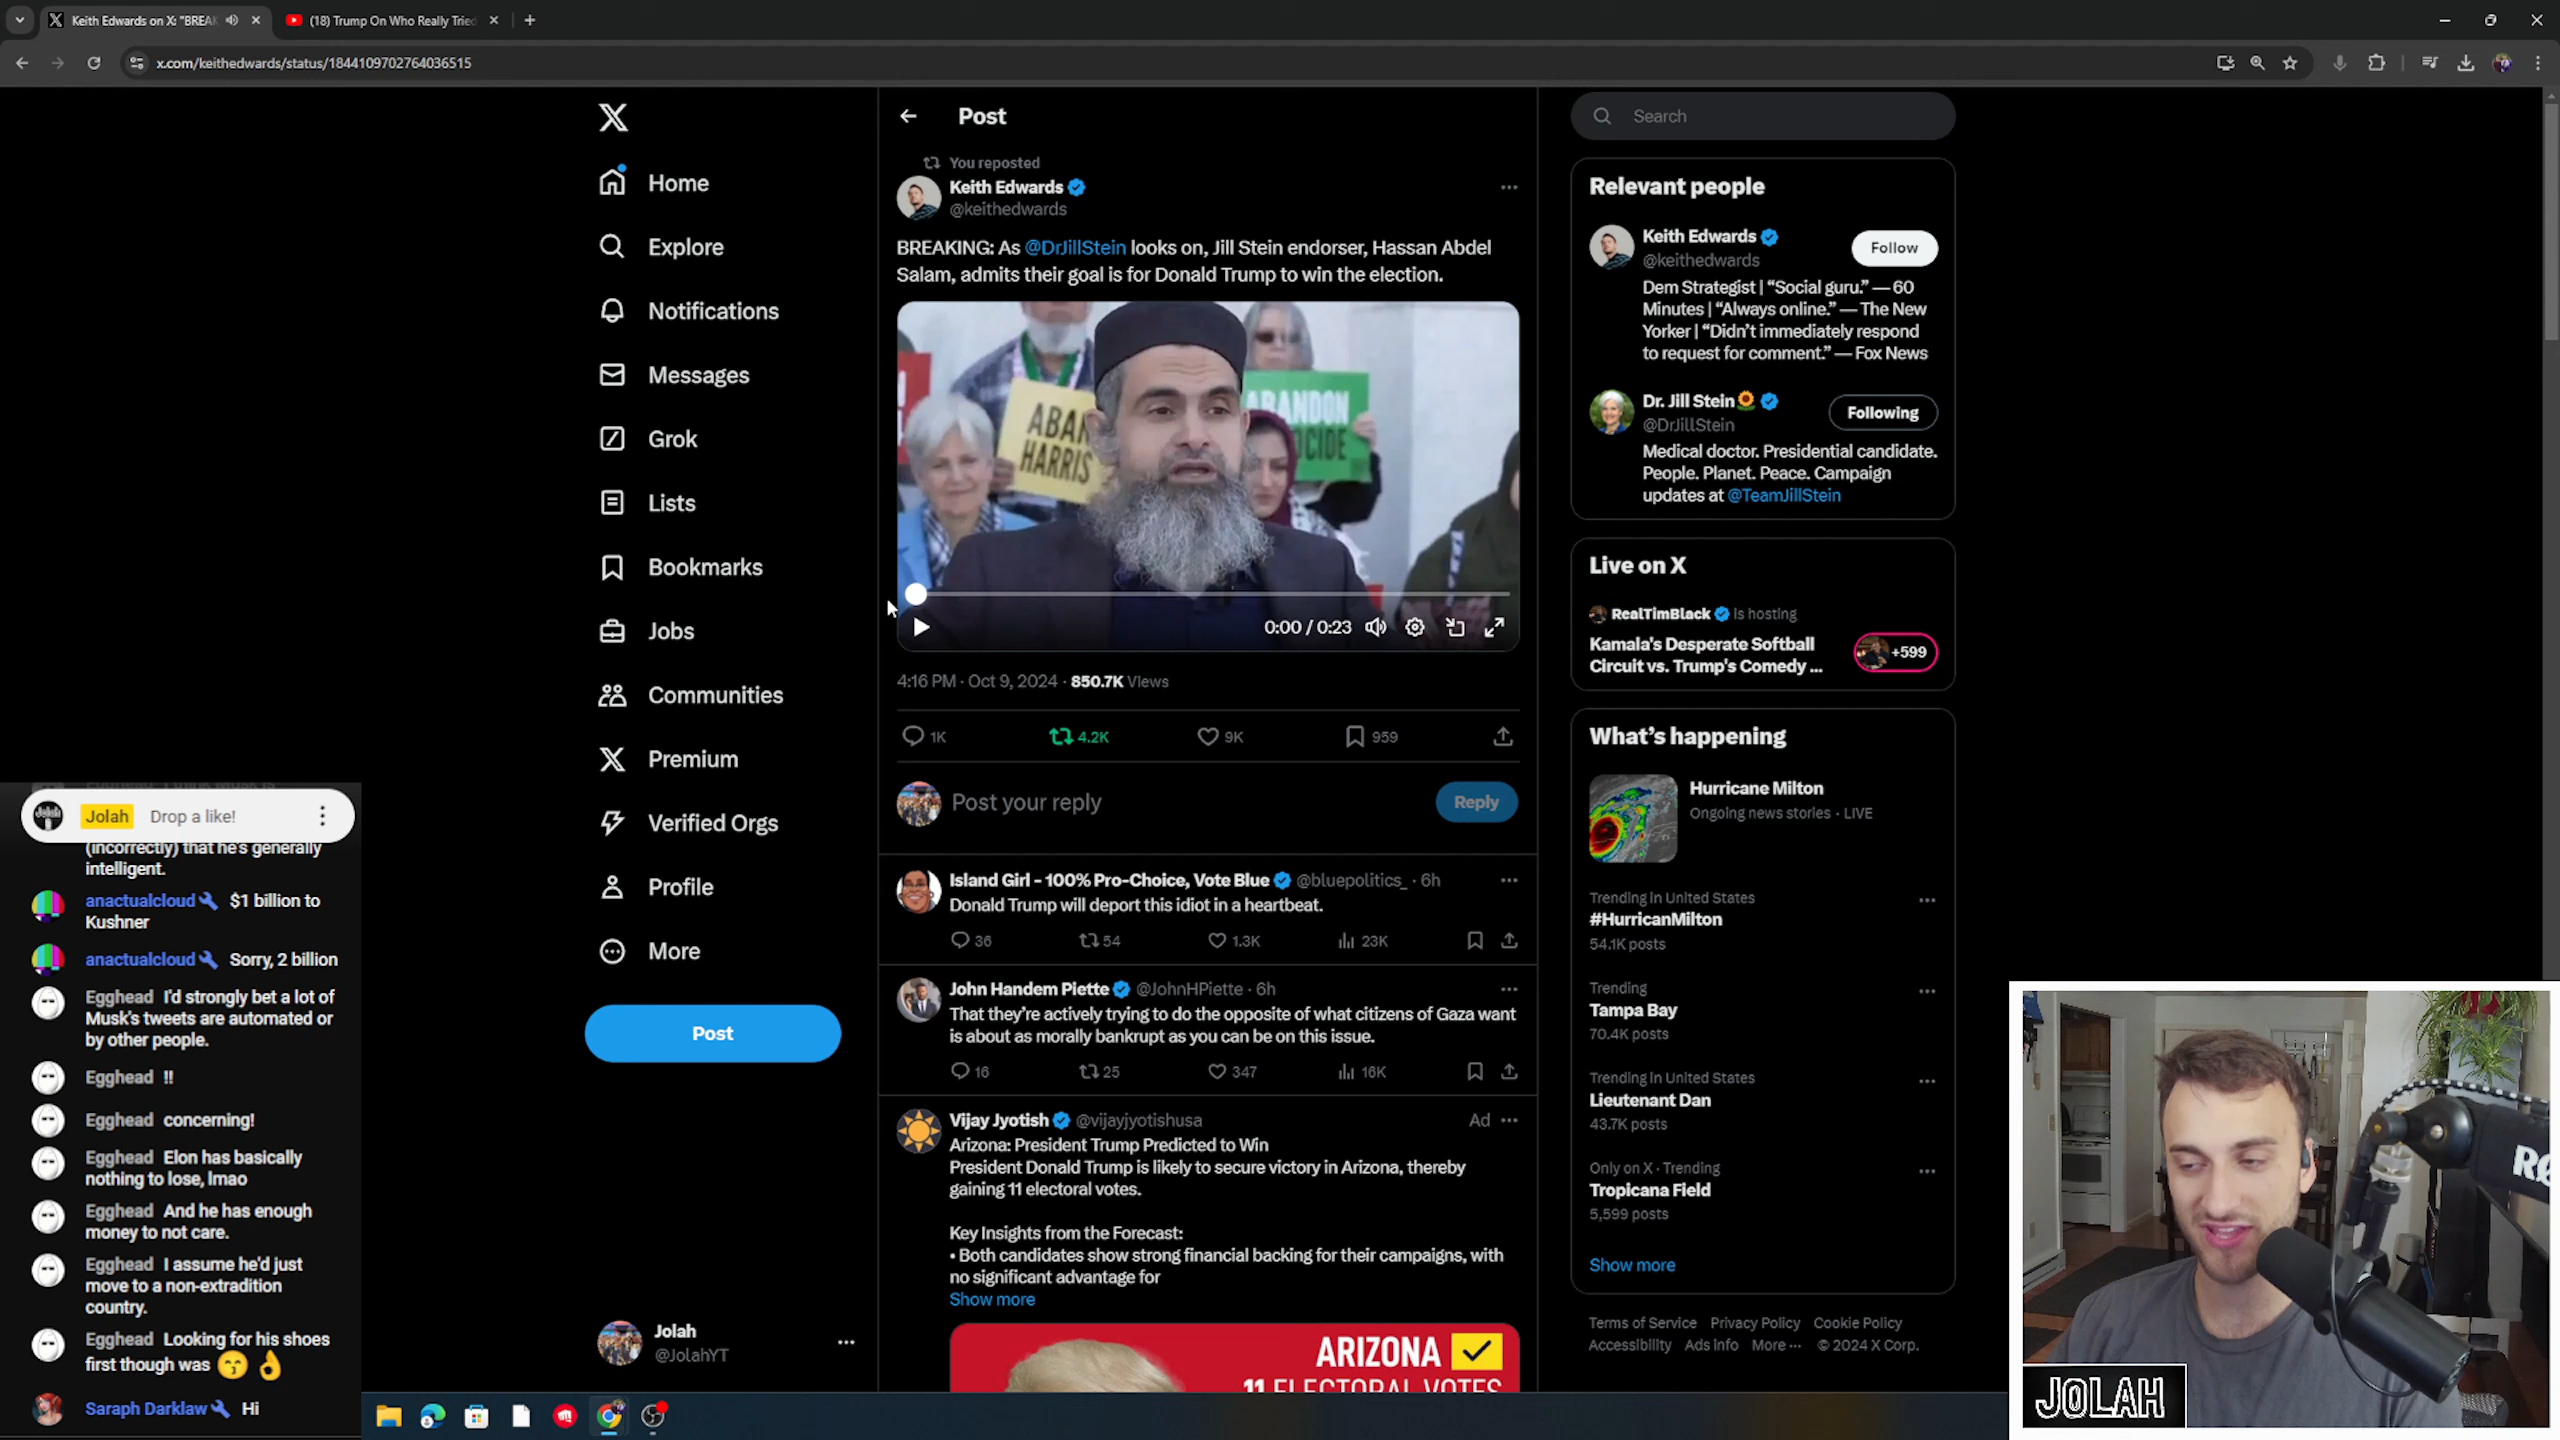 Keith Edwards on X: "BREAK
(18) Trump On Who Really Tried
x.com/keithedwards/status/1844109702764036515
Home
Explore
Notifications
Messages
Grok
Lists
Bookmarks
Jobs
Communities
Premium
Verified Orgs
Profile
More
Post
Jolah
@JolahYT
Post
You reposted
Keith Edwards
@keithedwards
BREAKING: As @DrJillStein looks on, Jill Stein endorser, Hassan Abdel
Salam, admits their goal is for Donald Trump to win the election.
ABAN
HARRIS
ABANDON
OCIDE
0:00 / 0:23
4:16 PM · Oct 9, 2024 · 850.7K Views
1K 4.2K 9K 959
Post your reply
Reply
Island Girl - 100% Pro-Choice, Vote Blue @bluepolitics_ · 6h
Donald Trump will deport this idiot in a heartbeat.
36 54 1.3K 23K
John Handem Piette @JohnHPiette · 6h
That they're actively trying to do the opposite of what citizens of Gaza want
is about as morally bankrupt as you can be on this issue.
16 25 347 16K
Vijay Jyotish @vijayjyotishusa Ad
Arizona: President Trump Predicted to Win
President Donald Trump is likely to secure victory in Arizona, thereby
gaining 11 electoral votes.
Key Insights from the Forecast:
• Both candidates show strong financial backing for their campaigns, with
no significant advantage for
Show more
ARIZONA
11 ELECTORAL VOTES
Search
Relevant people
Keith Edwards
@keithedwards
Follow
Dem Strategist | "Social guru." — 60
Minutes | "Always online." — The New
Yorker | "Didn't immediately respond
to request for comment." — Fox News
Dr. Jill Stein
@DrJillStein
Following
Medical doctor. Presidential candidate.
People. Planet. Peace. Campaign
updates at @TeamJillStein
Live on X
RealTimBlack is hosting
Kamala's Desperate Softball
Circuit vs. Trump's Comedy ...
+599
What's happening
Hurricane Milton
Ongoing news stories · LIVE
Trending in United States
#HurricanMilton
54.1K posts
Trending
Tampa Bay
70.4K posts
Trending in United States
Lieutenant Dan
43.7K posts
Only on X · Trending
Tropicana Field
5,599 posts
Show more
Terms of Service Privacy Policy Cookie Policy
Accessibility Ads info More ··· © 2024 X Corp.
Jolah Drop a like!
(incorrectly) that he's generally
intelligent.
anactualcloud $1 billion to
Kushner
anactualcloud Sorry, 2 billion
Egghead I'd strongly bet a lot of
Musk's tweets are automated or
by other people.
Egghead !!
Egghead concerning!
Egghead Elon has basically
nothing to lose, lmao
Egghead And he has enough
money to not care.
Egghead I assume he'd just
move to a non-extradition
country.
Egghead Looking for his shoes
first though was
Saraph Darklaw Hi
JOLAH